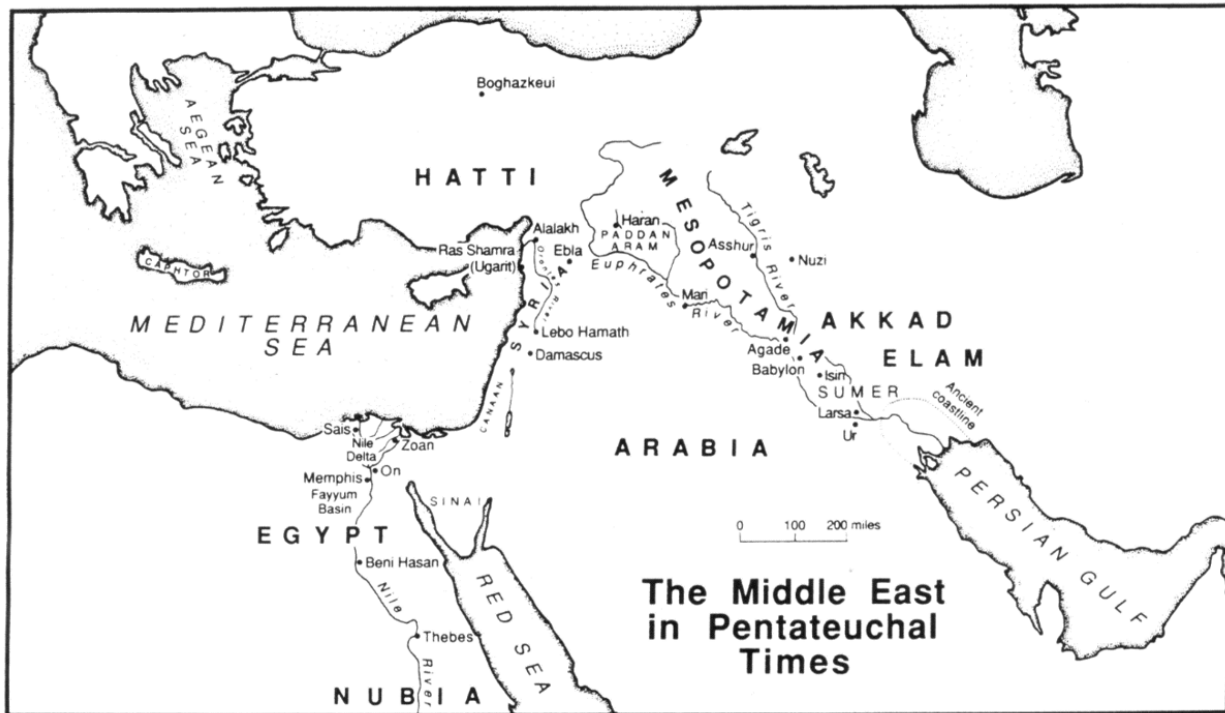 Boghazkeui
AEGEAN
SEA
HATTI
MESOPOTAMIA
Tigris River
Alalakh
Haran
PADDAN
ARAM
Asshur
Nuzi
Ras Shamra
(Ugarit)
Orontes River
Ebla
CAPHTOR
Euphrates River
SYRIA
Mari
MEDITERRANEAN
SEA
Lebo Hamath
Damascus
AKKAD
Agade
ELAM
Babylon
Isin
SUMER
CANAAN
Ancient
coastline
Larsa
Ur
Sais
Nile
Delta
Zoan
ARABIA
Memphis
On
Fayyum
Basin
SINAI
PERSIAN GULF
EGYPT
0 100 200 miles
Beni Hasan
RED SEA
Nile River
The Middle East
in Pentateuchal
Times
Thebes
NUBIA